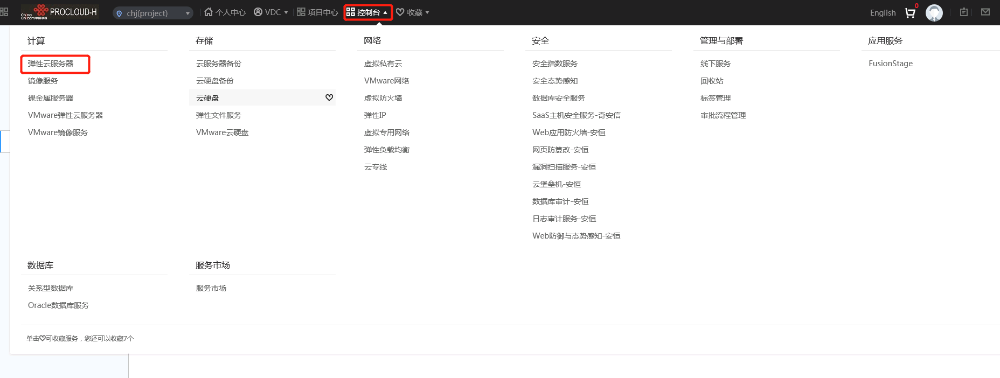 China unicom中国联通 PROCLOUD-H chj(project) 个人中心 VDC 项目中心 控制台 收藏 English 0
计算 存储 网络 安全 管理与部署 应用服务
弹性云服务器 云服务器备份 虚拟私有云 安全指数服务 线下服务 FusionStage
镜像服务 云硬盘备份 VMware网络 安全态势感知 回收站
裸金属服务器 云硬盘 虚拟防火墙 数据库安全服务 标签管理
VMware弹性云服务器 弹性文件服务 弹性IP SaaS主机安全服务-奇安信 审批流程管理
VMware镜像服务 VMware云硬盘 虚拟专用网络 Web应用防火墙-安恒
弹性负载均衡 网页防篡改-安恒
云专线 漏洞扫描服务-安恒
云堡垒机-安恒
数据库审计-安恒
日志审计服务-安恒
Web防御与态势感知-安恒
数据库 服务市场
关系型数据库 服务市场
Oracle数据库服务
单击♡可收藏服务，您还可以收藏7个